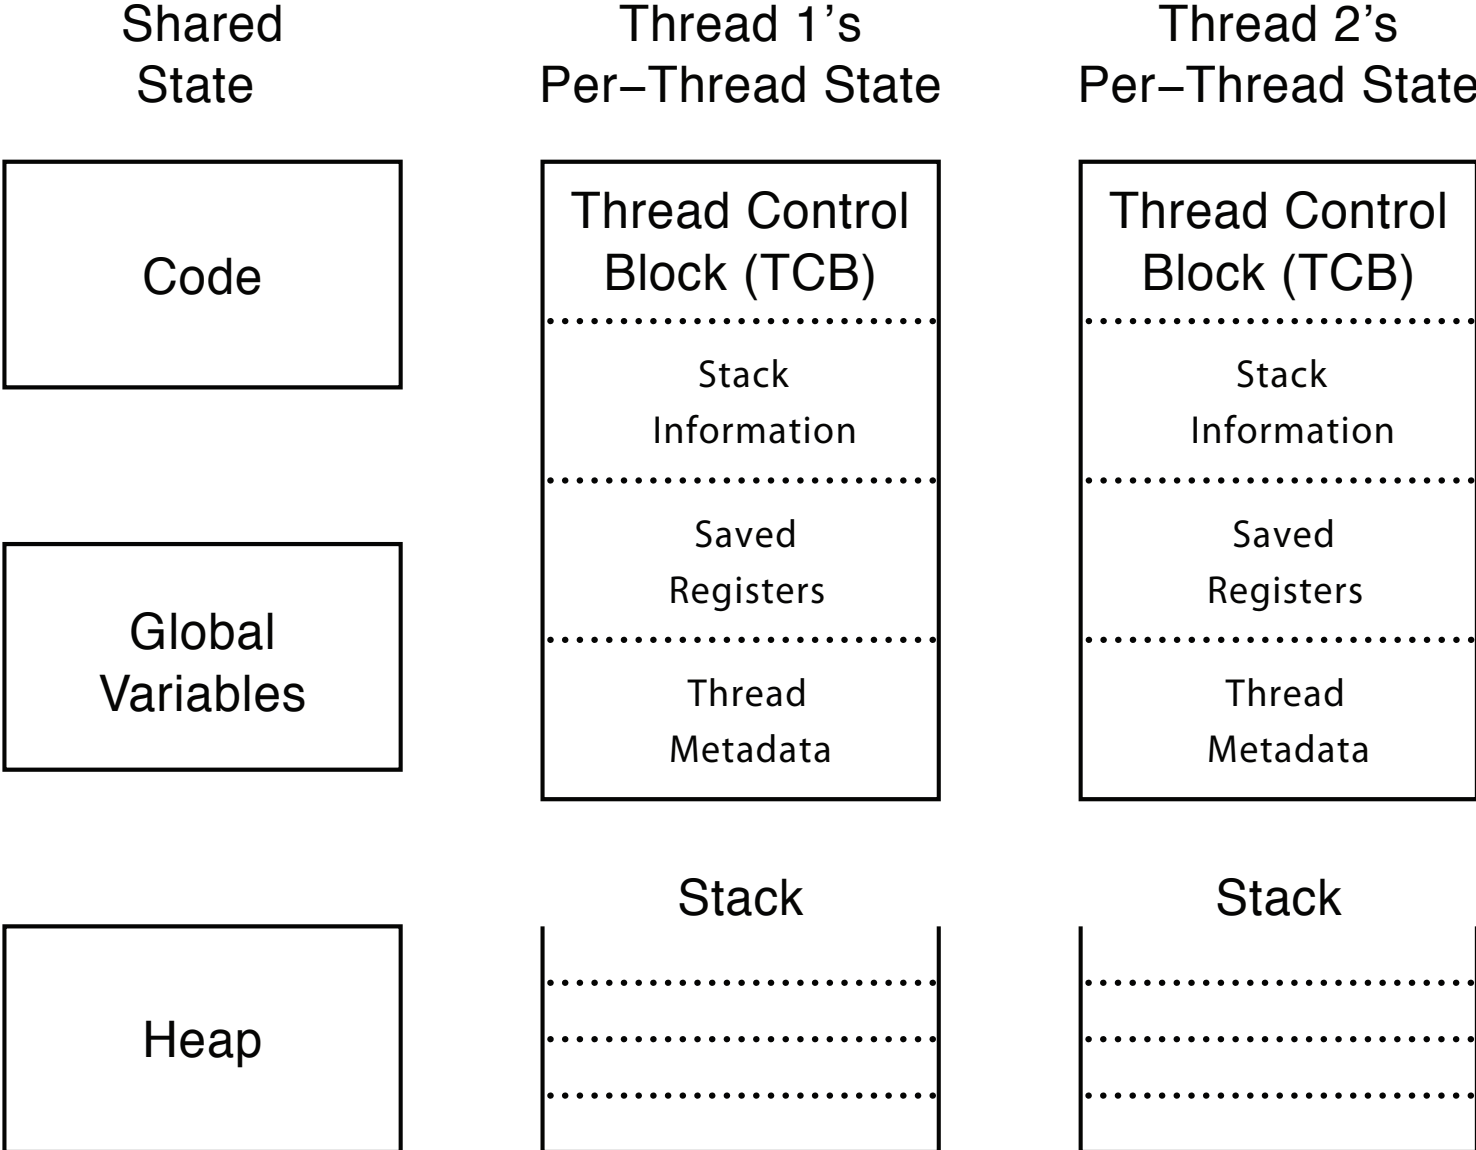 Shared
State
Thread 1's
Per–Thread State
Thread 2's
Per–Thread State
Code
Global
Variables
Heap
Thread Control
Block (TCB)
Stack
Information
Saved
Registers
Thread
Metadata
Stack
Thread Control
Block (TCB)
Stack
Information
Saved
Registers
Thread
Metadata
Stack